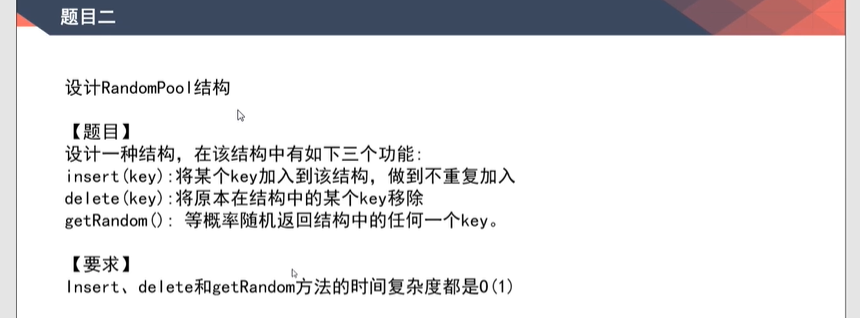 题目二
设计RandomPool结构
【题目】
设计一种结构，在该结构中有如下三个功能:
insert(key):将某个key加入到该结构，做到不重复加入
delete(key):将原本在结构中的某个key移除
getRandom(): 等概率随机返回结构中的任何一个key。
【要求】
Insert、delete和getRandom方法的时间复杂度都是O(1)